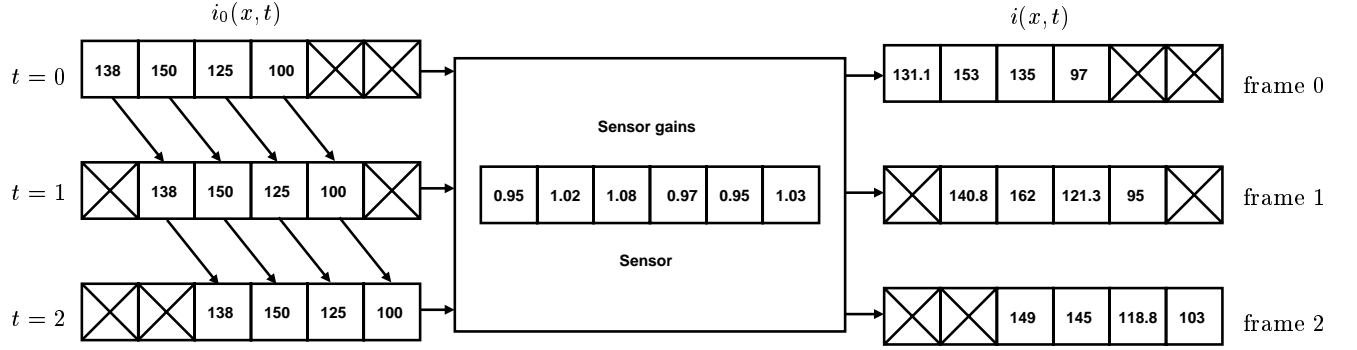 i₀(x, t) i(x, t)
t = 0 138 150 125 100 131.1 153 135 97 frame 0
Sensor gains
t = 1 138 150 125 100 0.95 1.02 1.08 0.97 0.95 1.03 140.8 162 121.3 95 frame 1
Sensor
t = 2 138 150 125 100 149 145 118.8 103 frame 2